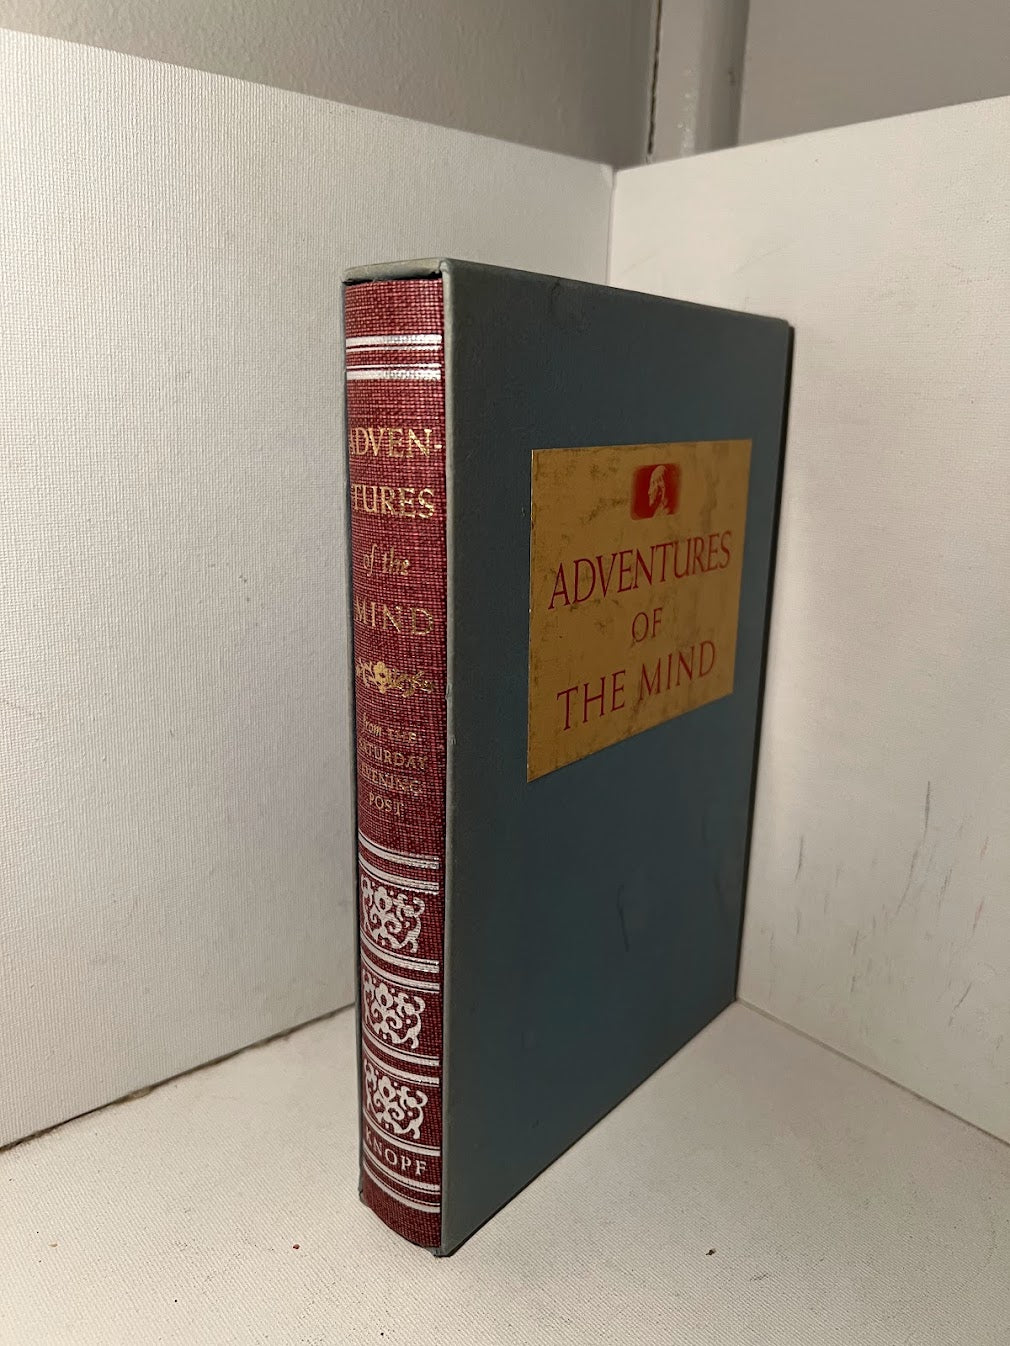 ADVEN-
TURES
of the
MIND
from THE
SATURDAY
EVENING
POST
KNOPF
ADVENTURES
OF
THE MIND